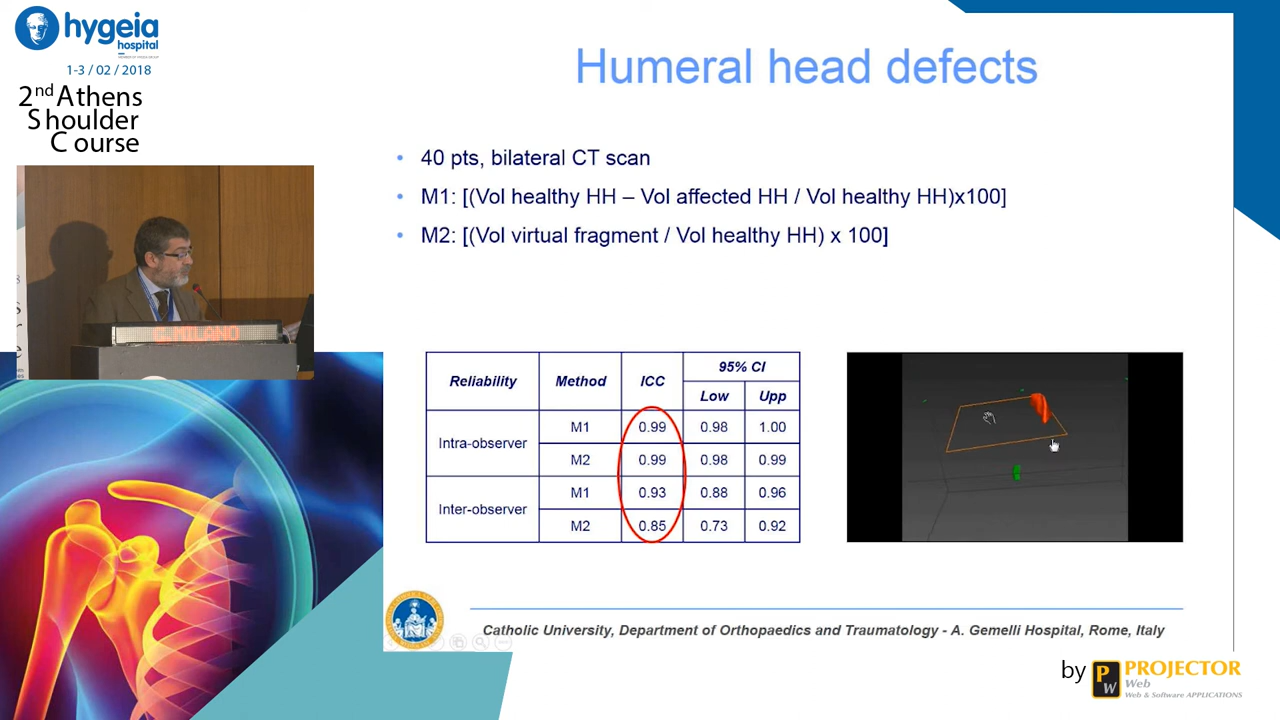 hygeia
hospital
1-3 / 02 / 2018
2nd Athens
Shoulder
Course
Humeral head defects
• 40 pts, bilateral CT scan
• M1: [(Vol healthy HH – Vol affected HH / Vol healthy HH)x100]
• M2: [(Vol virtual fragment / Vol healthy HH) x 100]
C.MILANO
Reliability Method ICC 95% CI
Low Upp
Intra-observer M1 0.99 0.98 1.00
M2 0.99 0.98 0.99
Inter-observer M1 0.93 0.88 0.96
M2 0.85 0.73 0.92
Catholic University, Department of Orthopaedics and Traumatology - A. Gemelli Hospital, Rome, Italy
by PW PROJECTOR
Web
Web & Software APPLICATIONS